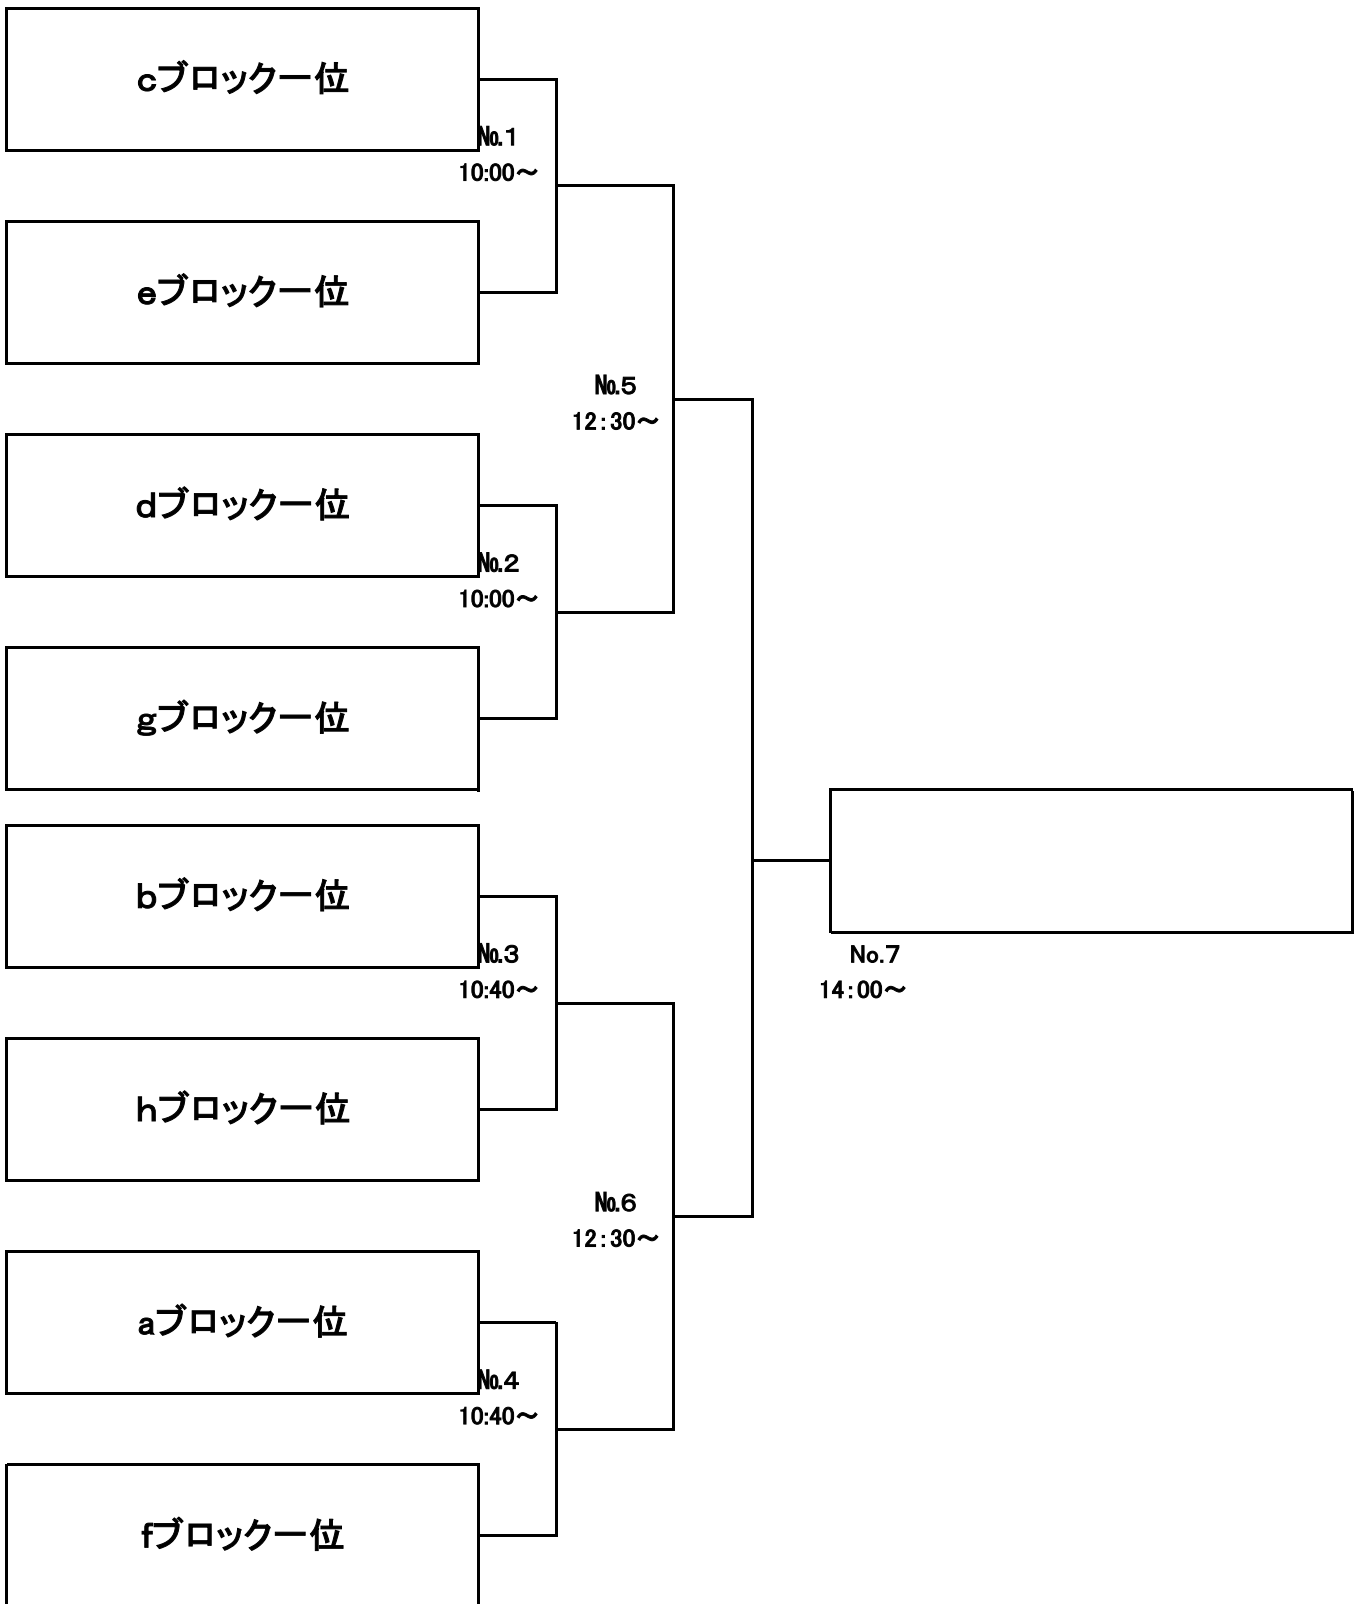 cブロック一位
№1
10:00～
eブロック一位
№5
12：30～
dブロック一位
№2
10:00～
gブロック一位
bブロック一位
№3
10:40～
No.7
14：00～
hブロック一位
№6
12：30～
aブロック一位
№4
10:40～
fブロック一位